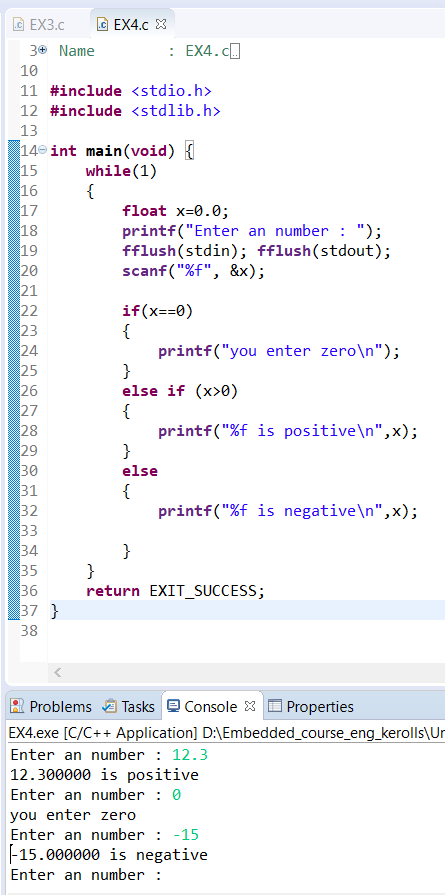 EX3.c EX4.c
3 Name : EX4.c
10
11 #include <stdio.h>
12 #include <stdlib.h>
13
14 int main(void) {
15 while(1)
16 {
17 float x=0.0;
18 printf("Enter an number : ");
19 fflush(stdin); fflush(stdout);
20 scanf("%f", &x);
21
22 if(x==0)
23 {
24 printf("you enter zero\n");
25 }
26 else if (x>0)
27 {
28 printf("%f is positive\n",x);
29 }
30 else
31 {
32 printf("%f is negative\n",x);
33
34 }
35 }
36 return EXIT_SUCCESS;
37 }
38
Problems Tasks Console Properties
EX4.exe [C/C++ Application] D:\Embedded_course_eng_kerolls\Ur
Enter an number : 12.3
12.300000 is positive
Enter an number : 0
you enter zero
Enter an number : -15
-15.000000 is negative
Enter an number :